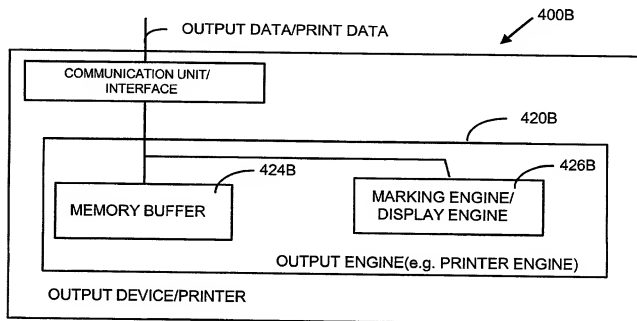 OUTPUT DATA/PRINT DATA
400B
COMMUNICATION UNIT/
INTERFACE
420B
424B
426B
MEMORY BUFFER
MARKING ENGINE/
DISPLAY ENGINE
OUTPUT ENGINE(e.g. PRINTER ENGINE)
OUTPUT DEVICE/PRINTER